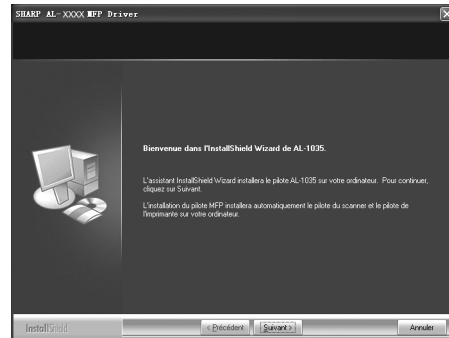 SHARP AL-XXXX MFP Driver
Bienvenue dans l'InstallShield Wizard de AL-1035.
L'assistant InstallShield Wizard installera le pilote AL-1035 sur votre ordinateur. Pour continuer,
cliquez sur Suivant.
L'installation du pilote MFP installera automatiquement le pilote du scanner et le pilote de
l'imprimante sur votre ordinateur.
InstallShield
< Précédent
Suivant >
Annuler